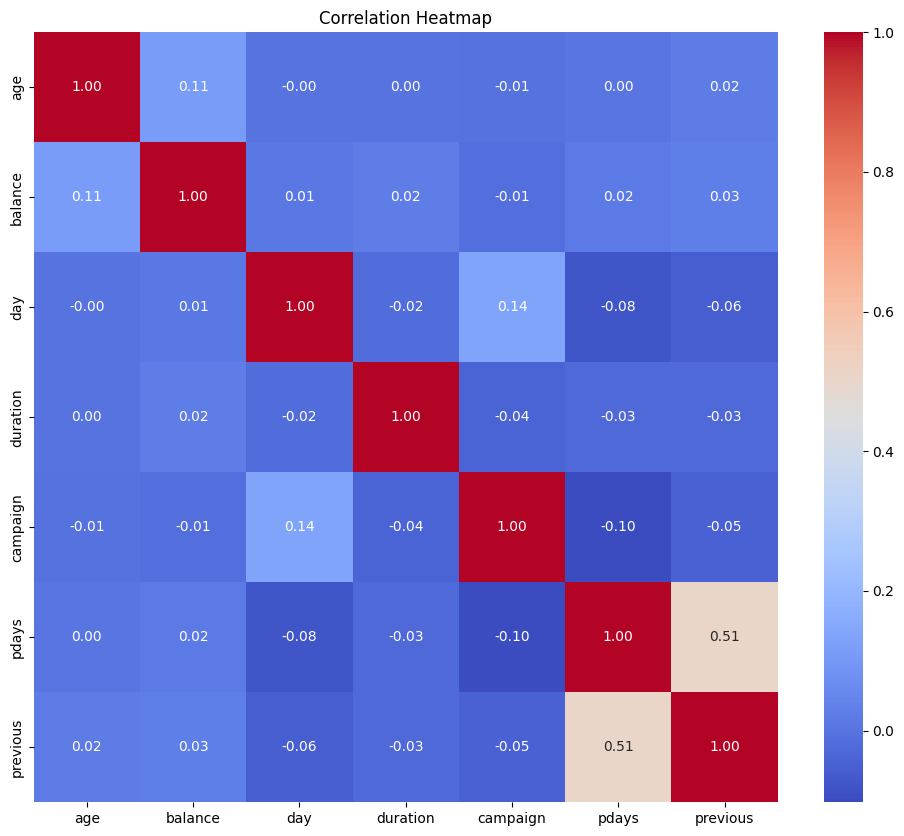 Correlation Heatmap
age 1.00 0.11 -0.00 0.00 -0.01 0.00 0.02
balance 0.11 1.00 0.01 0.02 -0.01 0.02 0.03
day -0.00 0.01 1.00 -0.02 0.14 -0.08 -0.06
duration 0.00 0.02 -0.02 1.00 -0.04 -0.03 -0.03
campaign -0.01 -0.01 0.14 -0.04 1.00 -0.10 -0.05
pdays 0.00 0.02 -0.08 -0.03 -0.10 1.00 0.51
previous 0.02 0.03 -0.06 -0.03 -0.05 0.51 1.00
age balance day duration campaign pdays previous
1.0
0.8
0.6
0.4
0.2
0.0